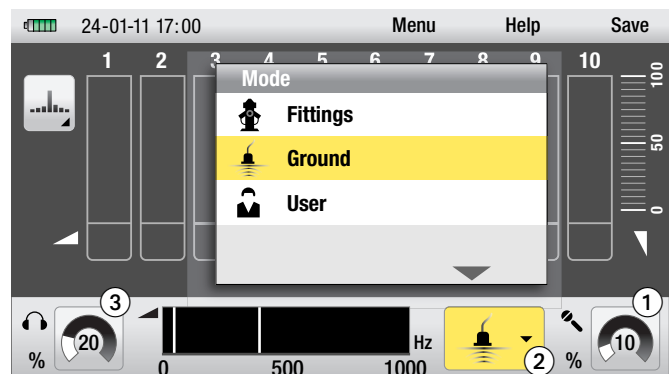 24-01-11 17:00 Menu Help Save
1 2 3 4 5 6 7 8 9 10
Mode
Fittings
Ground
User
100
50
0
3
20
%
Hz
0 500 1000
2
1
10
%